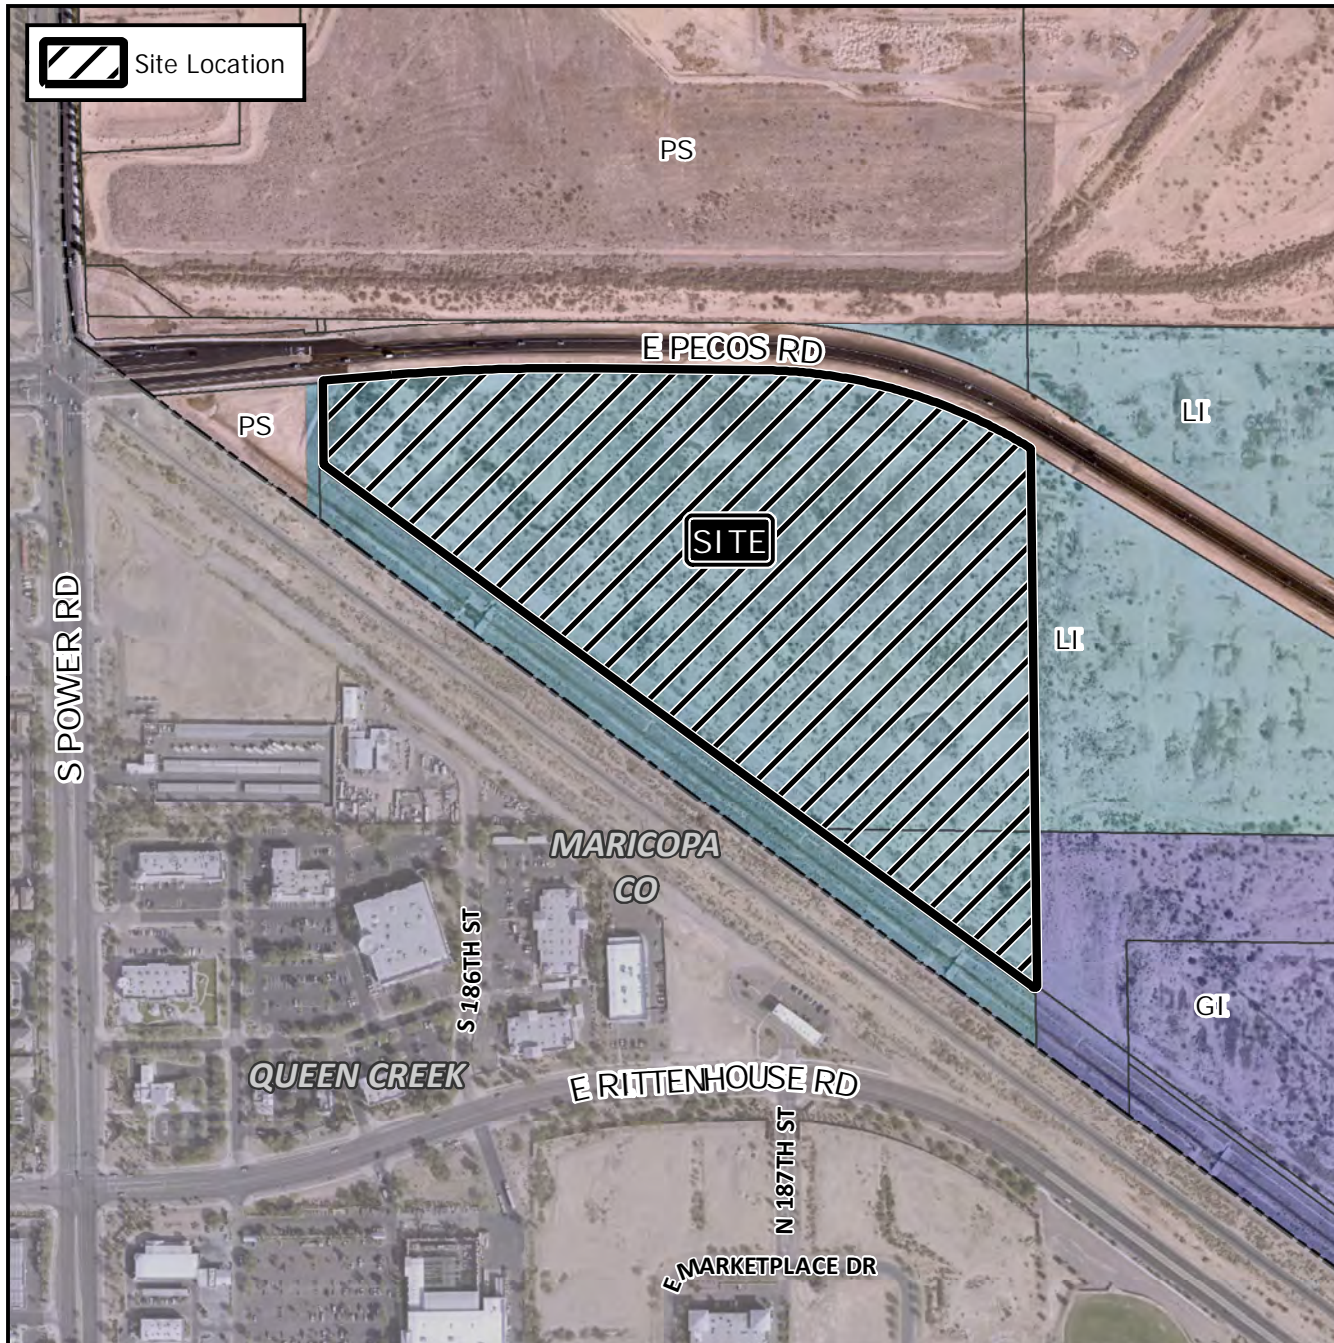 Site Location
PS
E PECOS RD
LI
PS
SITE
S POWER RD
LI
MARICOPA
CO
S 186TH ST
GI
QUEEN CREEK
E RITTENHOUSE RD
N 187TH ST
E MARKETPLACE DR